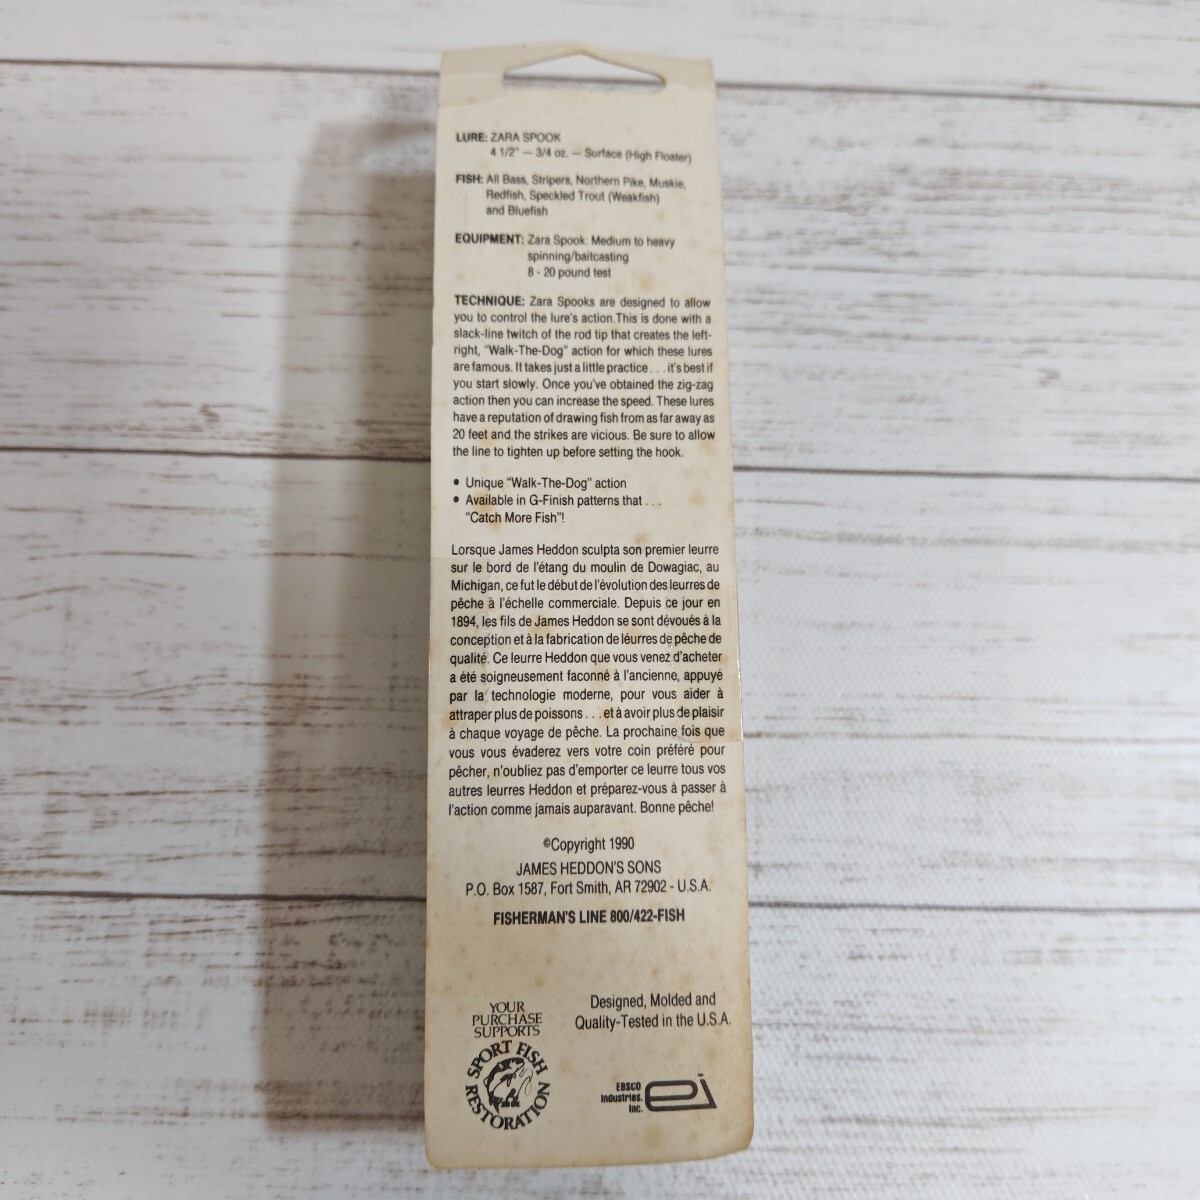 LURE: ZARA SPOOK
4 1/2" — 3/4 oz. — Surface (High Floater)
FISH: All Bass, Stripers, Northern Pike, Muskie,
Redfish, Speckled Trout (Weakfish)
and Bluefish
EQUIPMENT: Zara Spook: Medium to heavy
spinning/baitcasting
8 - 20 pound test
TECHNIQUE: Zara Spooks are designed to allow
you to control the lure's action.This is done with a
slack-line twitch of the rod tip that creates the left-
right, "Walk-The-Dog" action for which these lures
are famous. It takes just a little practice . . . it's best if
you start slowly. Once you've obtained the zig-zag
action then you can increase the speed. These lures
have a reputation of drawing fish from as far away as
20 feet and the strikes are vicious. Be sure to allow
the line to tighten up before setting the hook.
• Unique "Walk-The-Dog" action
• Available in G-Finish patterns that . . .
"Catch More Fish"!
Lorsque James Heddon sculpta son premier leurre
sur le bord de l'étang du moulin de Dowagiac, au
Michigan, ce fut le début de l'évolution des leurres de
pêche à l'échelle commerciale. Depuis ce jour en
1894, les fils de James Heddon se sont dévoués à la
conception et à la fabrication de léurres de pêche de
qualité. Ce leurre Heddon que vous venez d'acheter
a été soigneusement faconné à l'ancienne, appuyé
par la technologie moderne, pour vous aider à
attraper plus de poissons . . . et à avoir plus de plaisir
à chaque voyage de pêche. La prochaine fois que
vous vous évaderez vers votre coin préféré pour
pêcher, n'oubliez pas d'emporter ce leurre tous vos
autres leurres Heddon et préparez-vous à passer à
l'action comme jamais auparavant. Bonne pêche!
©Copyright 1990
JAMES HEDDON'S SONS
P.O. Box 1587, Fort Smith, AR 72902 - U.S.A.
FISHERMAN'S LINE 800/422-FISH
YOUR
PURCHASE
SUPPORTS
SPORT FISH
RESTORATION
Designed, Molded and
Quality-Tested in the U.S.A.
EBSCO
Industries,
Inc.
ei